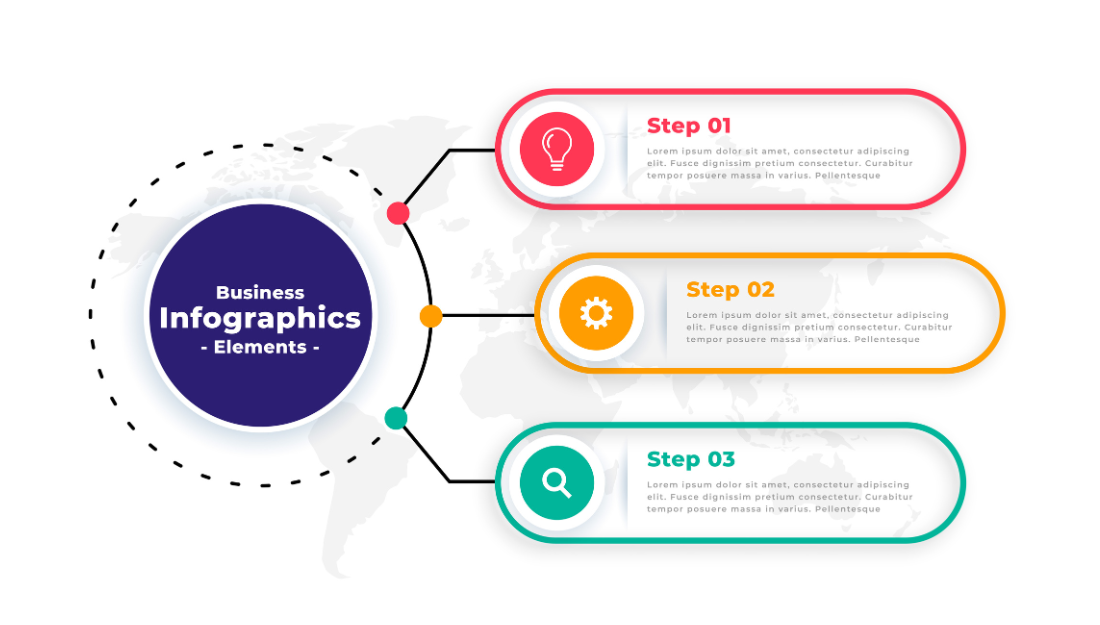 Business
Infographics
- Elements -
Step 01
Lorem ipsum dolor sit amet, consectetur adipiscing
elit. Fusce dignissim pretium consectetur. Curabitur
tempor posuere massa in varius. Pellentesque
Step 02
Lorem ipsum dolor sit amet, consectetur adipiscing
elit. Fusce dignissim pretium consectetur. Curabitur
tempor posuere massa in varius. Pellentesque
Step 03
Lorem ipsum dolor sit amet, consectetur adipiscing
elit. Fusce dignissim pretium consectetur. Curabitur
tempor posuere massa in varius. Pellentesque